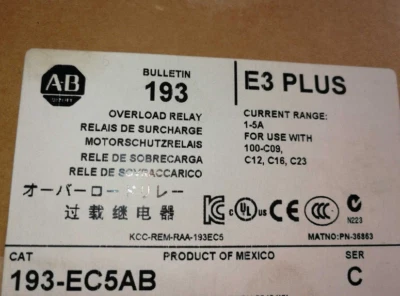 AB
BULLETIN
193
E3 PLUS
OVERLOAD RELAY
RELAIS DE SURCHARGE
MOTORSCHUTZRELAIS
RELE DE SOBRECARGA
RELE DE SOVRACCARICO
オーバーロードリレー
过载继电器
CURRENT RANGE:
1-5A
FOR USE WITH
100-C09,
C12, C16, C23
N223
KCC-REM-RAA-193EC5
MATNO:PN-36863
CAT
PRODUCT OF MEXICO
SER
193-EC5AB
C